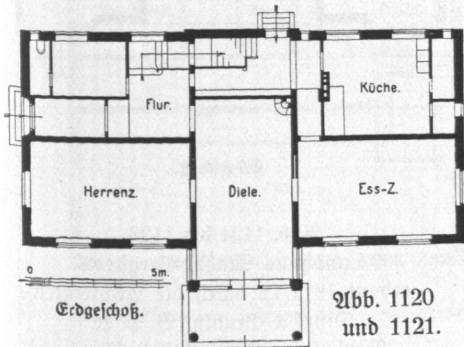 Küche.
Flur.
Herrenz.
Diele.
Ess-Z.
0 5m.
Erdgeschoß.
Abb. 1120
und 1121.